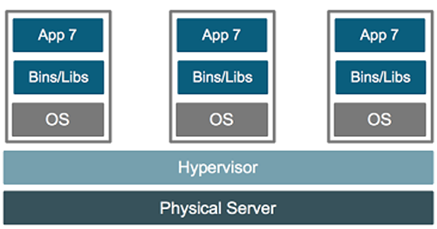 App 7 App 7 App 7
Bins/Libs Bins/Libs Bins/Libs
OS OS OS
Hypervisor
Physical Server